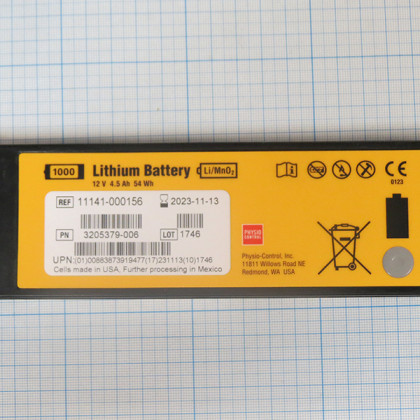 1000 Lithium Battery Li/MnO₂
12 V 4.5 Ah 54 Wh
0123
REF 11141-000156 2023-11-13
PN 3205379-006 LOT 1746
UPN:(01)00883873919477(17)231113(10)1746
Cells made in USA, Further processing in Mexico
PHYSIO CONTROL
Physio-Control, Inc.
11811 Willows Road NE
Redmond, WA USA